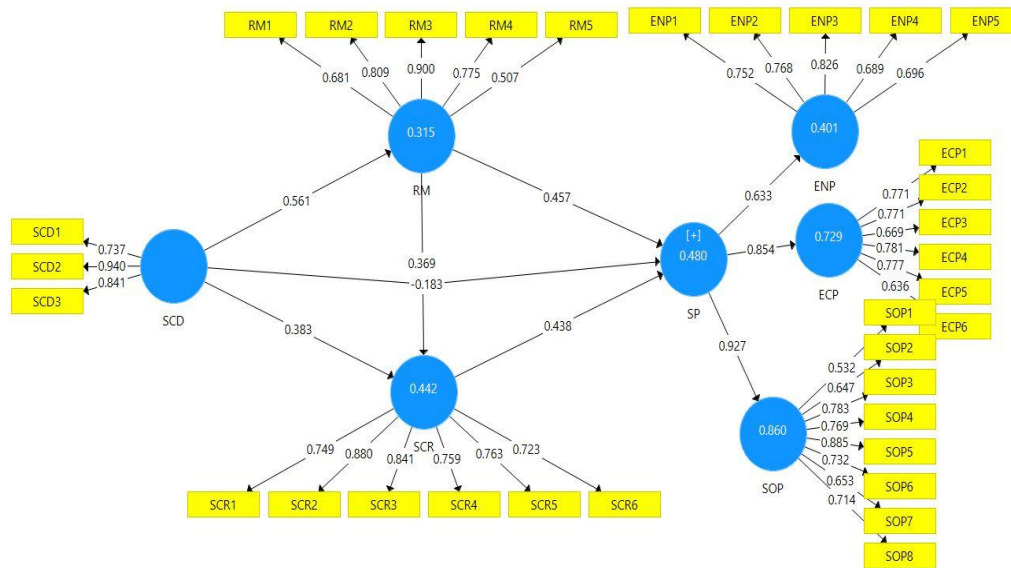 RM1 RM2 RM3 RM4 RM5
ENP1 ENP2 ENP3 ENP4 ENP5
0.681 0.809 0.900 0.775 0.507
0.752 0.768 0.826 0.689 0.696
0.315
RM
0.401
ENP
0.561
0.457
0.633
SCD1
SCD2
SCD3
0.737
0.940
0.841
SCD
0.369
-0.183
[+]
0.480
SP
0.854
0.729
ECP
0.771
0.771
0.669
0.781
0.777
0.636
ECP1
ECP2
ECP3
ECP4
ECP5
ECP6
0.383
0.438
0.927
0.442
SCR
0.749 0.880 0.841 0.759 0.763 0.723
SCR1 SCR2 SCR3 SCR4 SCR5 SCR6
0.860
SOP
0.532
0.647
0.783
0.769
0.885
0.732
0.653
0.714
SOP1
SOP2
SOP3
SOP4
SOP5
SOP6
SOP7
SOP8